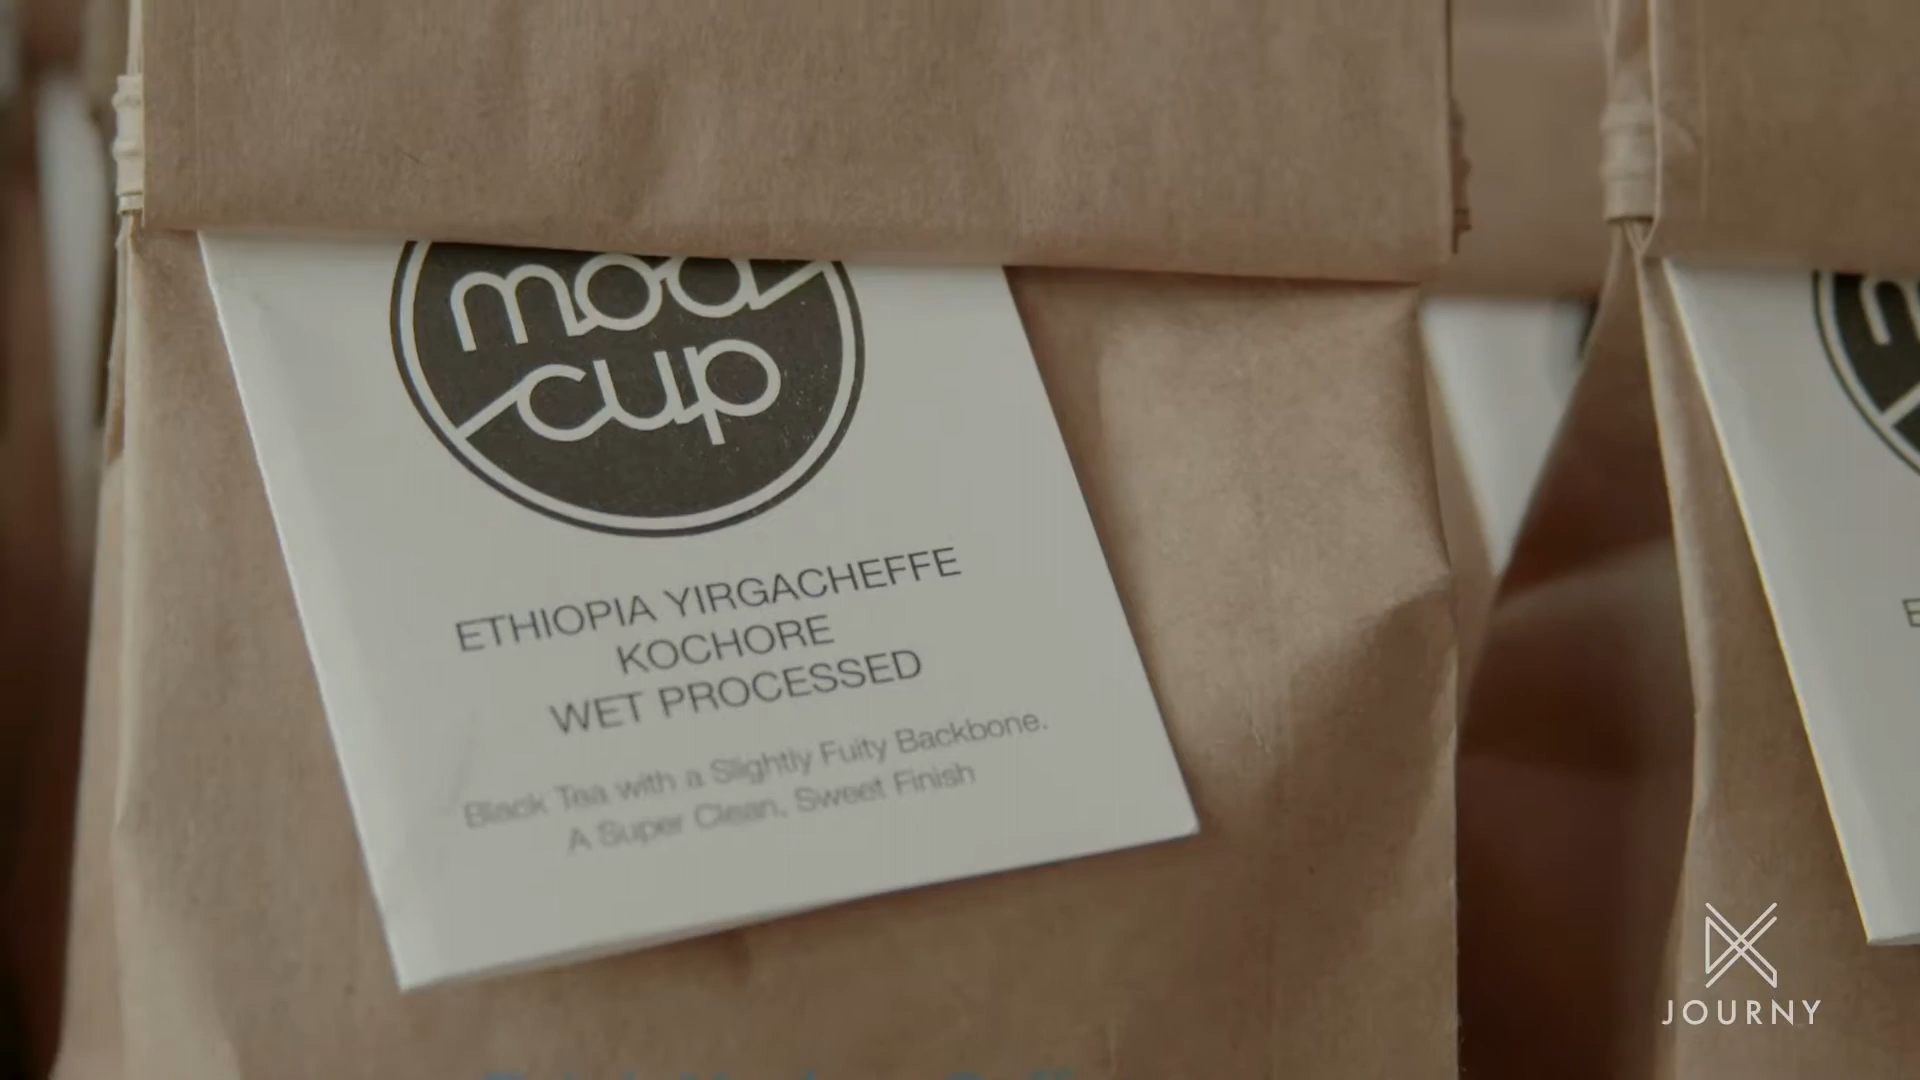 mod
cup
ETHIOPIA YIRGACHEFFE
KOCHORE
WET PROCESSED
Black Tea with a Slightly Fuity Backbone.
A Super Clean, Sweet Finish
JOURNY